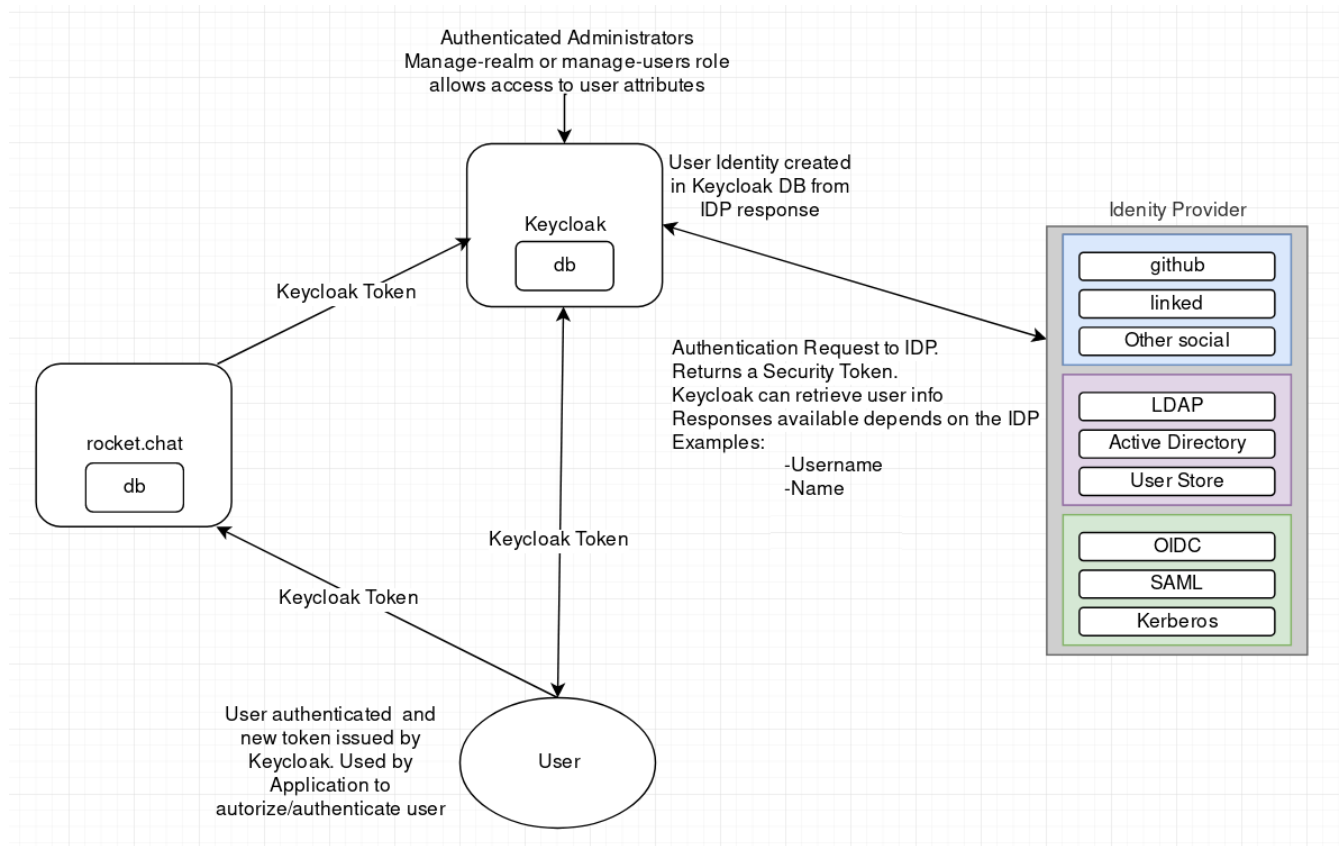 Authenticated Administrators
Manage-realm or manage-users role
allows access to user attributes
User Identity created
in Keycloak DB from
IDP response
Keycloak
db
Idenity Provider
github
linked
Other social
LDAP
Active Directory
User Store
OIDC
SAML
Kerberos
Keycloak Token
Authentication Request to IDP.
Returns a Security Token.
Keycloak can retrieve user info
Responses available depends on the IDP
Examples:
-Username
-Name
rocket.chat
db
Keycloak Token
Keycloak Token
User authenticated and
new token issued by
Keycloak. Used by
Application to
autorize/authenticate user
User